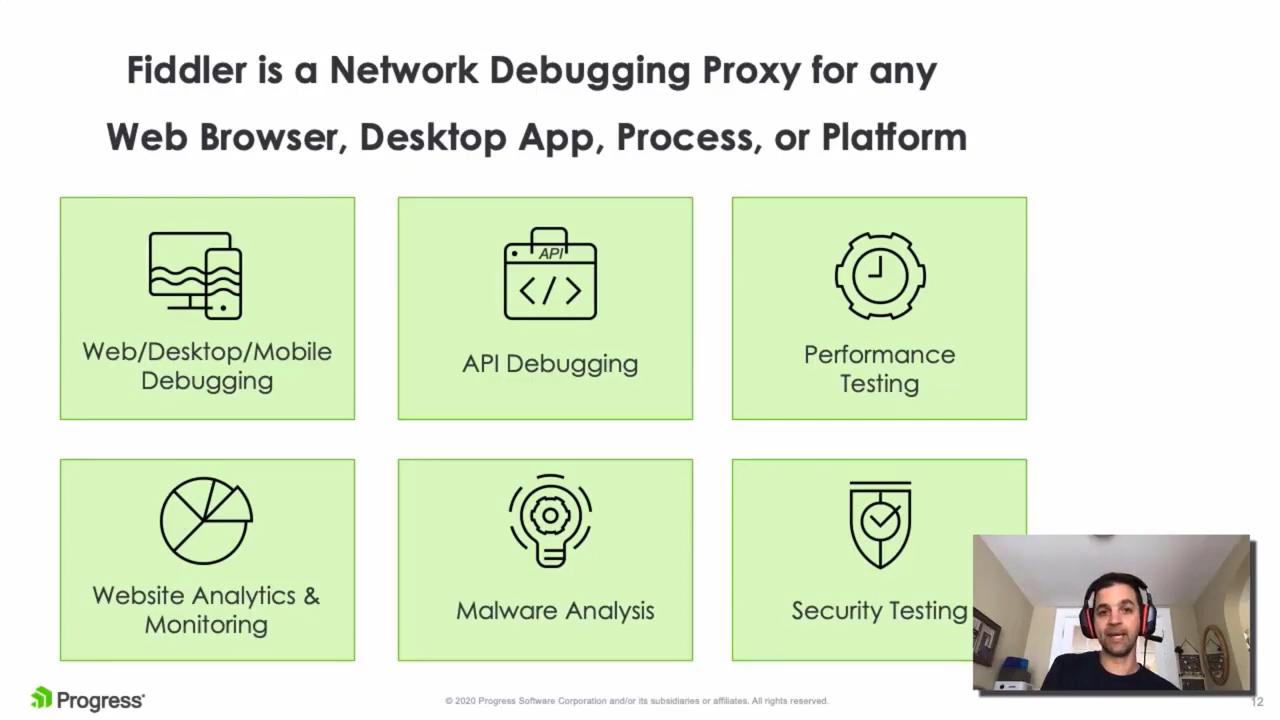 Fiddler is a Network Debugging Proxy for any
Web Browser, Desktop App, Process, or Platform
API
Web/Desktop/Mobile
Debugging
API Debugging
Performance
Testing
Website Analytics &
Monitoring
Malware Analysis
Security Testing
Progress®
© 2020 Progress Software Corporation and/or its subsidiaries or affiliates. All rights reserved.
12